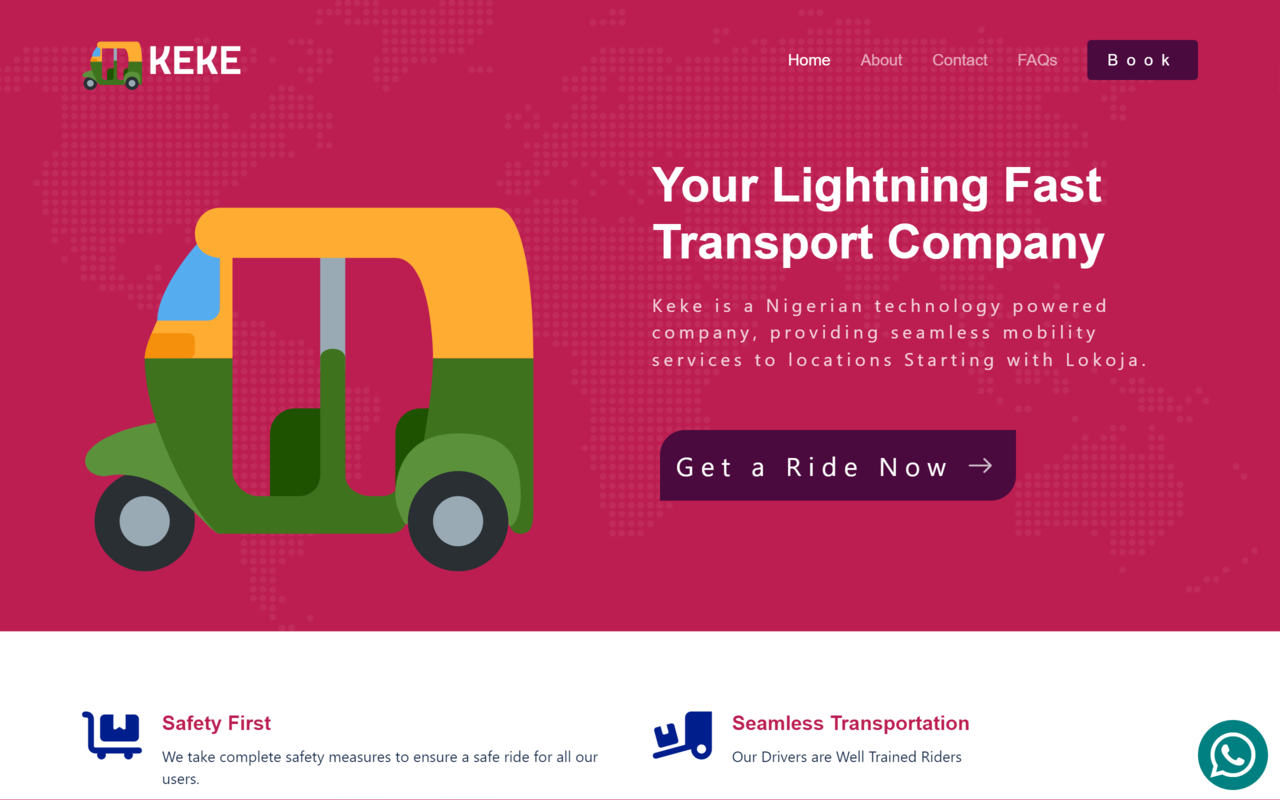 KEKE
Home About Contact FAQs Book
Your Lightning Fast
Transport Company
Keke is a Nigerian technology powered
company, providing seamless mobility
services to locations Starting with Lokoja.
Get a Ride Now
Safety First
We take complete safety measures to ensure a safe ride for all our
users.
Seamless Transportation
Our Drivers are Well Trained Riders